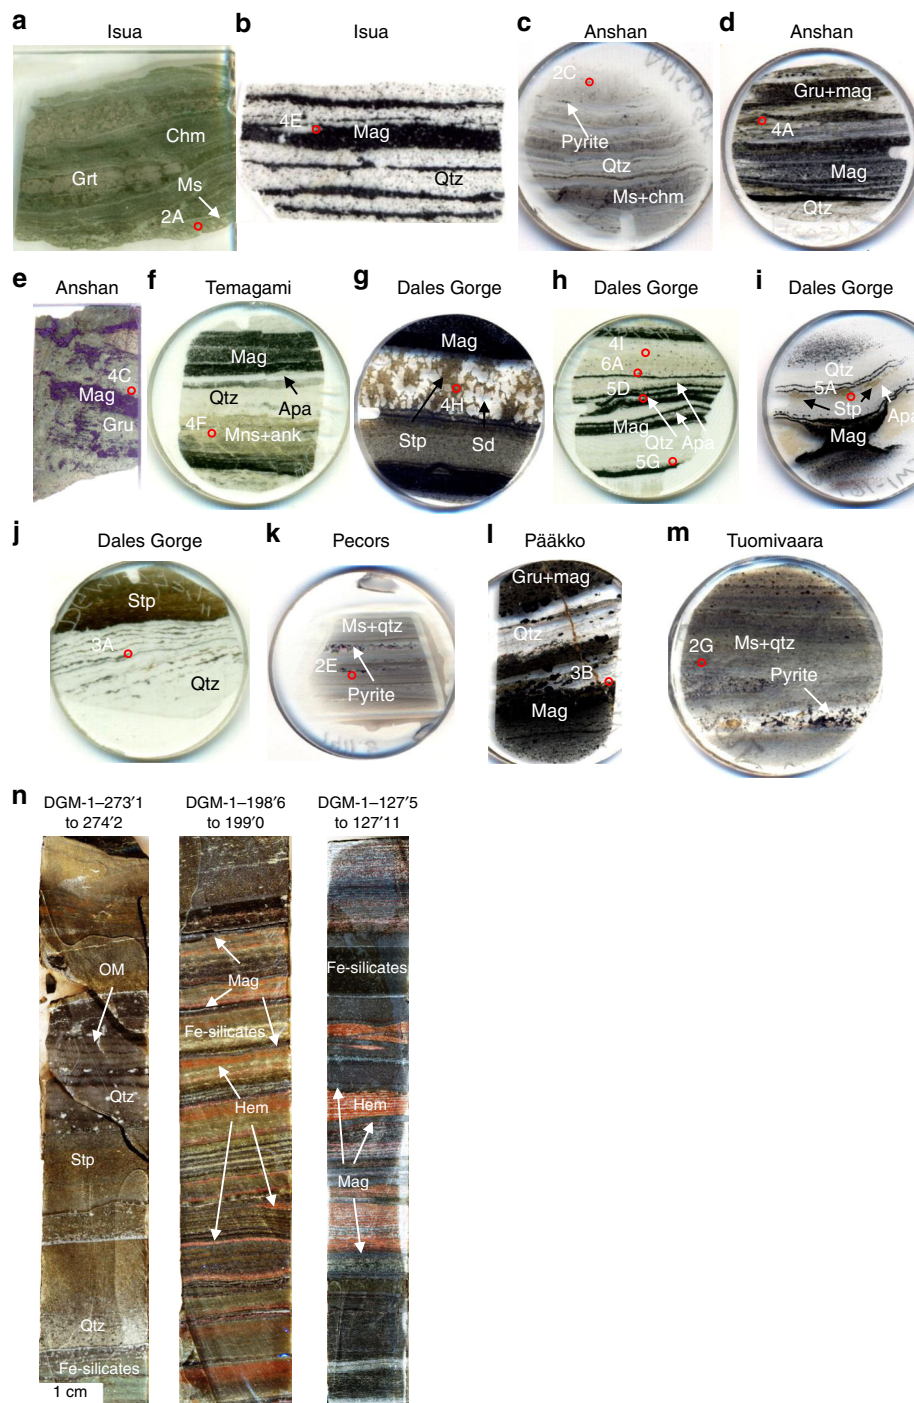 a
Isua
Chm
Grt
Ms
2A
b
Isua
4E
Mag
Qtz
c
Anshan
2C
Pyrite
Qtz
Ms+chm
d
Anshan
Gru+mag
4A
Mag
Qtz
e
Anshan
4C
Mag
Gru
f
Temagami
Mag
Qtz
Apa
4F
Mns+ank
g
Dales Gorge
Mag
4H
Stp
Sd
h
Dales Gorge
4I
6A
5D
Mag
Qtz
Apa
5G
i
Dales Gorge
Qtz
5A
Stp
Apa
Mag
j
Dales Gorge
Stp
3A
Qtz
k
Pecors
Ms+qtz
2E
Pyrite
l
Pääkko
Gru+mag
Qtz
3B
Mag
m
Tuomivaara
Ms+qtz
2G
Pyrite
n
DGM-1–273′1
to 274′2
OM
Qtz
Stp
Qtz
Fe-silicates
1 cm
DGM-1–198′6
to 199′0
Mag
Fe-silicates
Hem
DGM-1–127′5
to 127′11
Fe-silicates
Hem
Mag